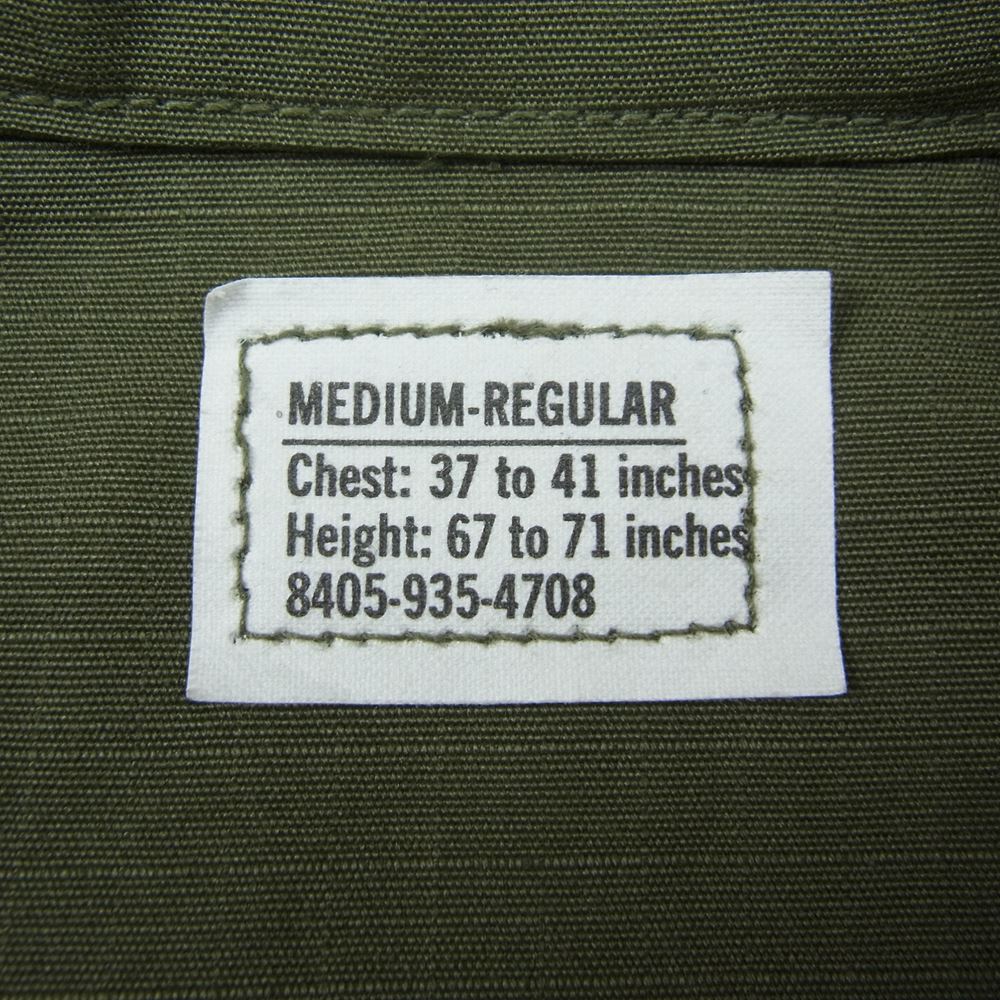 MEDIUM-REGULAR
Chest: 37 to 41 inches
Height: 67 to 71 inches
8405-935-4708